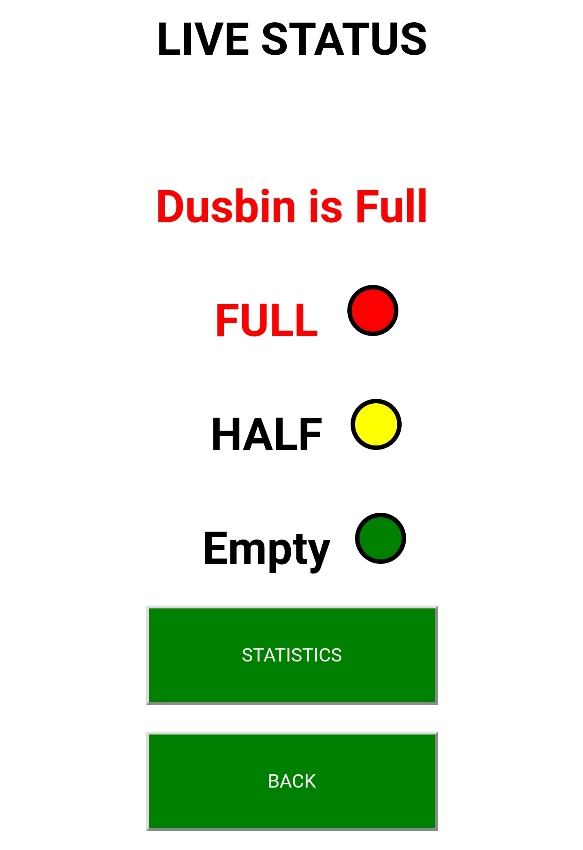 LIVE STATUS
Dusbin is Full
FULL
HALF
Empty
STATISTICS
BACK